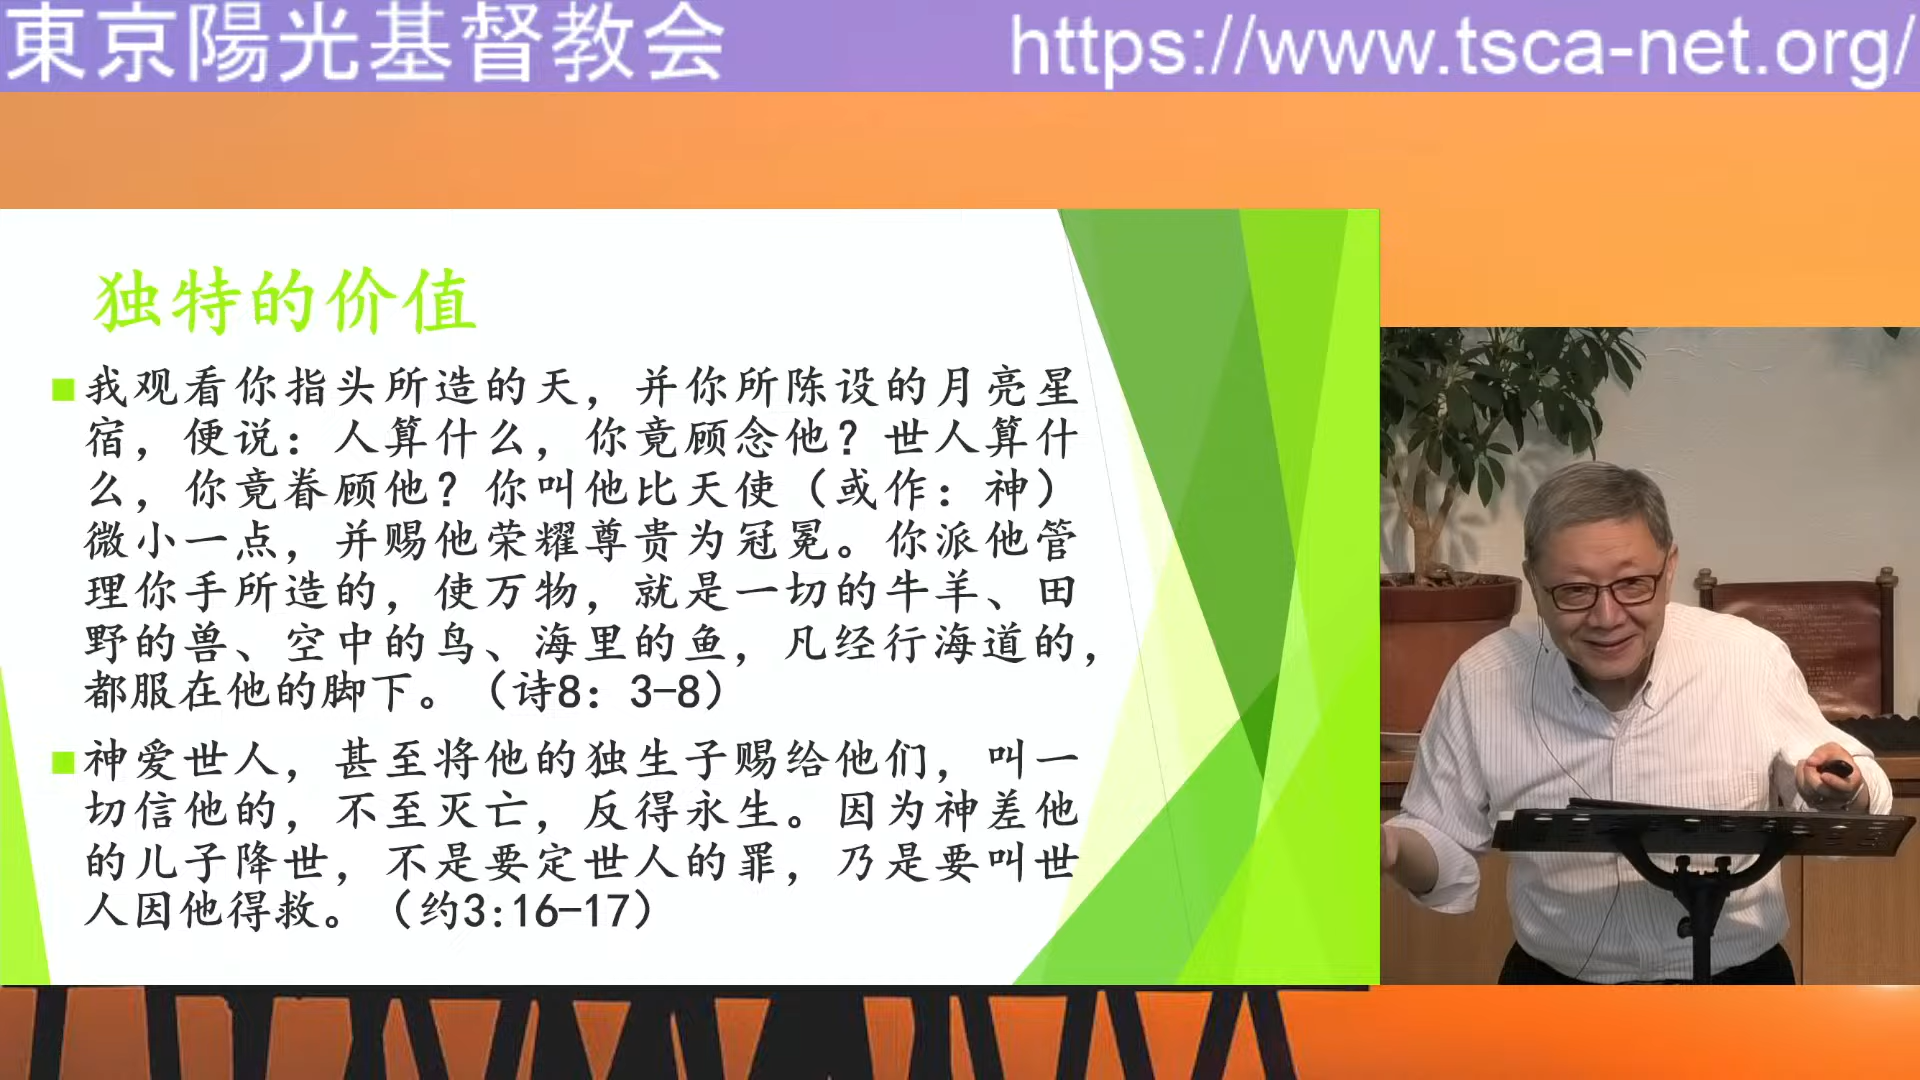 東京陽光基督教会
https://www.tsca-net.org/
独特的价值
我观看你指头所造的天，并你所陈设的月亮星
宿，便说：人算什么，你竟顾念他？世人算什
么，你竟眷顾他？你叫他比天使（或作：神）
微小一点，并赐他荣耀尊贵为冠冕。你派他管
理你手所造的，使万物，就是一切的牛羊、田
野的兽、空中的鸟、海里的鱼，凡经行海道的，
都服在他的脚下。（诗8：3-8）
神爱世人，甚至将他的独生子赐给他们，叫一
切信他的，不至灭亡，反得永生。因为神差他
的儿子降世，不是要定世人的罪，乃是要叫世
人因他得救。（约3:16-17）